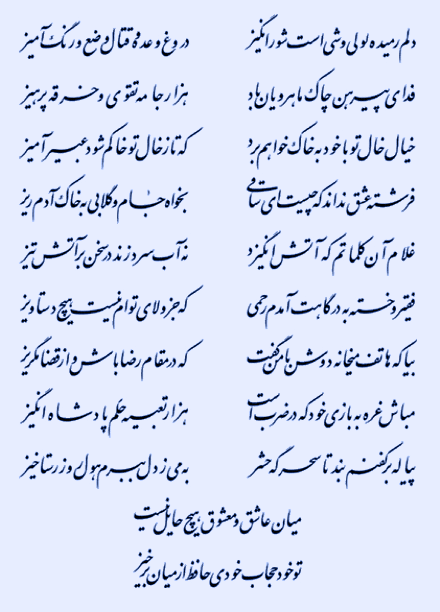 دلم رمیده لولی وشی است شورانگیز دروغ وعدهٔ قتال وضع و رنگ آمیز
فدای پیرهن چاک ماهرویان باد هزار جامه تقوی و خرقه پرهیز
خیال خال تو با خود به خاک خواهم برد که تا ز خال تو خاکم شود عبیرآمیز
فرشته عشق نداند که چیست ای ساقی بخواه جام و گلابی به خاک آدم ریز
غلام آن کلماتم که آتش انگیزد نه آب سرد زند در سخن بر آتش تیز
فقیر و خسته به درگاهت آمدم رحمی که جز ولای توام نیست هیچ دستاویز
بیا که هاتف میخانه دوش با من گفت که در مقام رضا باش و از قضا مگریز
مباش غره به بازی خود که در ضرب است هزار تعبیه حکم پادشاه انگیز
پیاله بر کفنم بند تا سحرگه حشر به می ز دل ببرم هول روز رستاخیز
میان عاشق و معشوق هیچ حایل نیست
تو خود حجاب خودی حافظ از میان برخیز